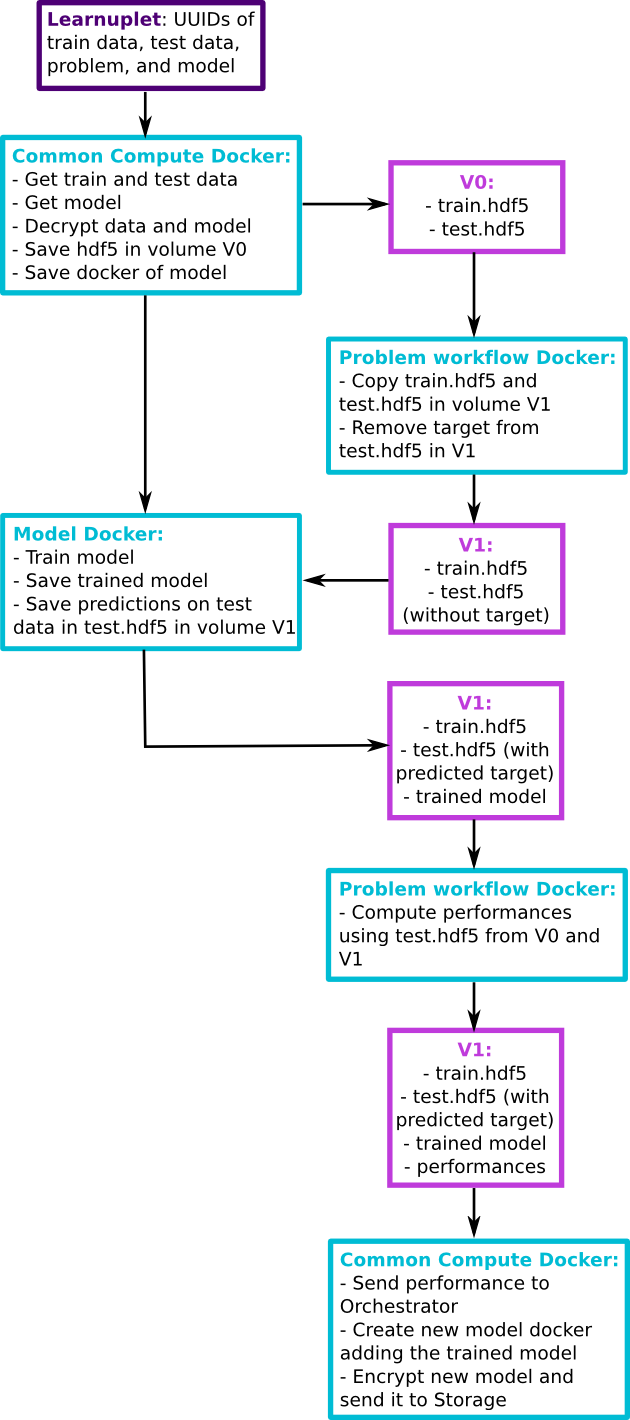 Learnuplet: UUIDs of
train data, test data,
problem, and model
Common Compute Docker:
- Get train and test data
- Get model
- Decrypt data and model
- Save hdf5 in volume V0
- Save docker of model
V0:
- train.hdf5
- test.hdf5
Problem workflow Docker:
- Copy train.hdf5 and
test.hdf5 in volume V1
- Remove target from
test.hdf5 in V1
V1:
- train.hdf5
- test.hdf5
(without target)
Model Docker:
- Train model
- Save trained model
- Save predictions on test
data in test.hdf5 in volume V1
V1:
- train.hdf5
- test.hdf5 (with
predicted target)
- trained model
Problem workflow Docker:
- Compute performances
using test.hdf5 from V0 and
V1
V1:
- train.hdf5
- test.hdf5 (with
predicted target)
- trained model
- performances
Common Compute Docker:
- Send performance to
Orchestrator
- Create new model docker
adding the trained model
- Encrypt new model and
send it to Storage